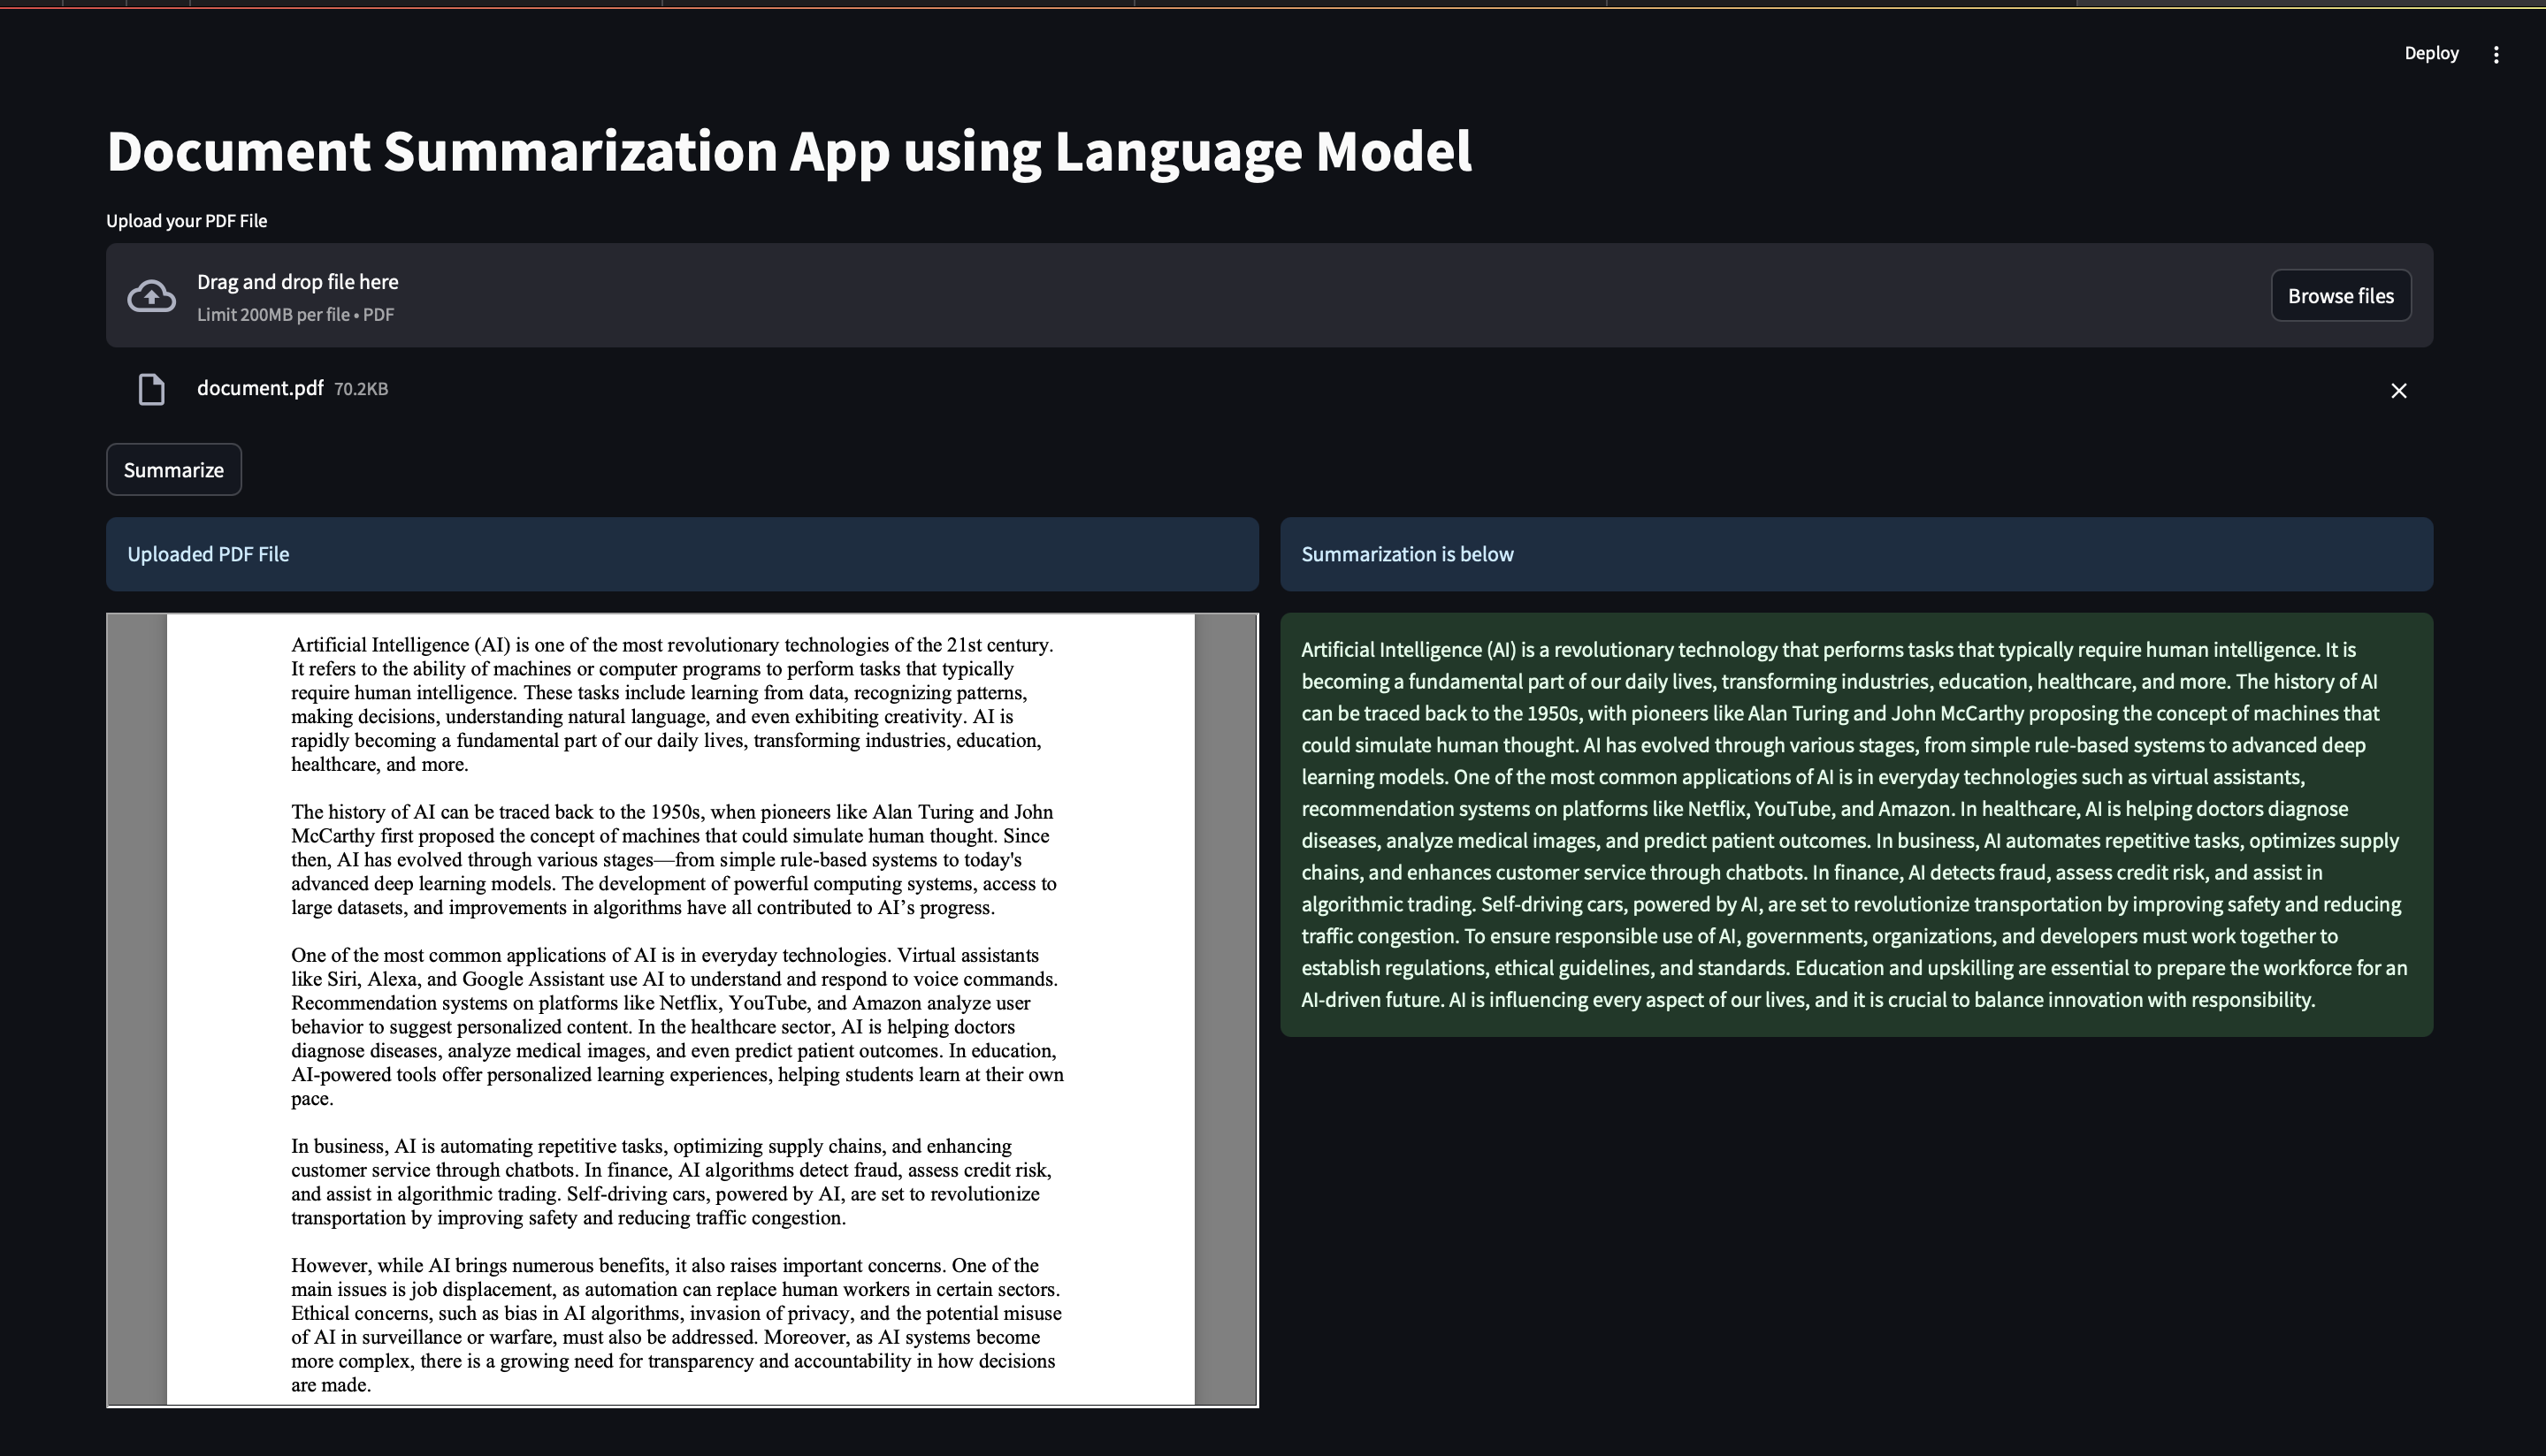 Deploy
Document Summarization App using Language Model
Upload your PDF File
Drag and drop file here
Limit 200MB per file • PDF
Browse files
document.pdf 70.2KB
Summarize
Uploaded PDF File
Artificial Intelligence (AI) is one of the most revolutionary technologies of the 21st century.
It refers to the ability of machines or computer programs to perform tasks that typically
require human intelligence. These tasks include learning from data, recognizing patterns,
making decisions, understanding natural language, and even exhibiting creativity. AI is
rapidly becoming a fundamental part of our daily lives, transforming industries, education,
healthcare, and more.
The history of AI can be traced back to the 1950s, when pioneers like Alan Turing and John
McCarthy first proposed the concept of machines that could simulate human thought. Since
then, AI has evolved through various stages—from simple rule-based systems to today's
advanced deep learning models. The development of powerful computing systems, access to
large datasets, and improvements in algorithms have all contributed to AI’s progress.
One of the most common applications of AI is in everyday technologies. Virtual assistants
like Siri, Alexa, and Google Assistant use AI to understand and respond to voice commands.
Recommendation systems on platforms like Netflix, YouTube, and Amazon analyze user
behavior to suggest personalized content. In the healthcare sector, AI is helping doctors
diagnose diseases, analyze medical images, and even predict patient outcomes. In education,
AI-powered tools offer personalized learning experiences, helping students learn at their own
pace.
In business, AI is automating repetitive tasks, optimizing supply chains, and enhancing
customer service through chatbots. In finance, AI algorithms detect fraud, assess credit risk,
and assist in algorithmic trading. Self-driving cars, powered by AI, are set to revolutionize
transportation by improving safety and reducing traffic congestion.
However, while AI brings numerous benefits, it also raises important concerns. One of the
main issues is job displacement, as automation can replace human workers in certain sectors.
Ethical concerns, such as bias in AI algorithms, invasion of privacy, and the potential misuse
of AI in surveillance or warfare, must also be addressed. Moreover, as AI systems become
more complex, there is a growing need for transparency and accountability in how decisions
are made.
Summarization is below
Artificial Intelligence (AI) is a revolutionary technology that performs tasks that typically require human intelligence. It is
becoming a fundamental part of our daily lives, transforming industries, education, healthcare, and more. The history of AI
can be traced back to the 1950s, with pioneers like Alan Turing and John McCarthy proposing the concept of machines that
could simulate human thought. AI has evolved through various stages, from simple rule-based systems to advanced deep
learning models. One of the most common applications of AI is in everyday technologies such as virtual assistants,
recommendation systems on platforms like Netflix, YouTube, and Amazon. In healthcare, AI is helping doctors diagnose
diseases, analyze medical images, and predict patient outcomes. In business, AI automates repetitive tasks, optimizes supply
chains, and enhances customer service through chatbots. In finance, AI detects fraud, assess credit risk, and assist in
algorithmic trading. Self-driving cars, powered by AI, are set to revolutionize transportation by improving safety and reducing
traffic congestion. To ensure responsible use of AI, governments, organizations, and developers must work together to
establish regulations, ethical guidelines, and standards. Education and upskilling are essential to prepare the workforce for an
AI-driven future. AI is influencing every aspect of our lives, and it is crucial to balance innovation with responsibility.